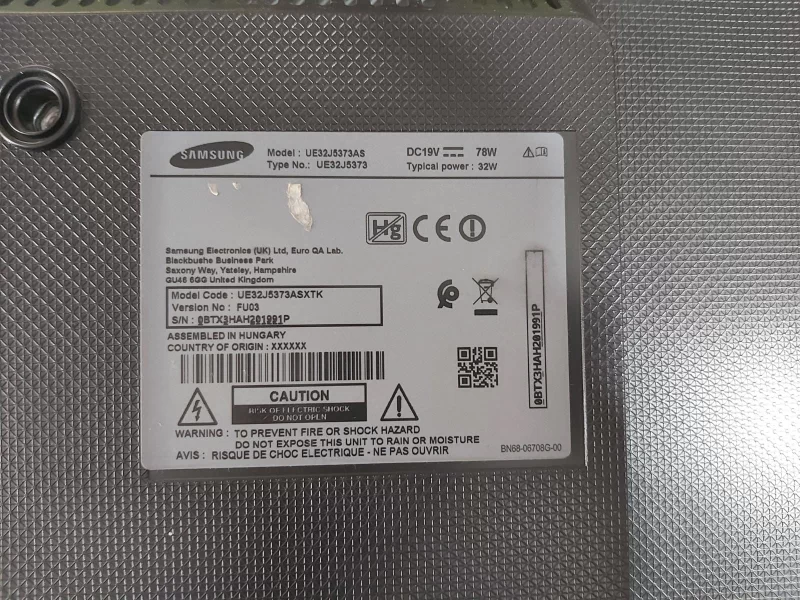 SAMSUNG
Model : UE32J5373AS
Type No.: UE32J5373
DC19V 78W
Typical power : 32W
Hg CE
Samsung Electronics (UK) Ltd, Euro QA Lab.
Blackbushe Business Park
Saxony Way, Yateley, Hampshire
GU46 6GG United Kingdom
Model Code : UE32J5373ASXTK
Version No : FU03
S/N : 0BTX3HAH201991P
ASSEMBLED IN HUNGARY
COUNTRY OF ORIGIN : XXXXXX
0BTX3HAH201991P
CAUTION
RISK OF ELECTRIC SHOCK
DO NOT OPEN
WARNING : TO PREVENT FIRE OR SHOCK HAZARD
DO NOT EXPOSE THIS UNIT TO RAIN OR MOISTURE
AVIS : RISQUE DE CHOC ELECTRIQUE - NE PAS OUVRIR
BN68-06708G-00